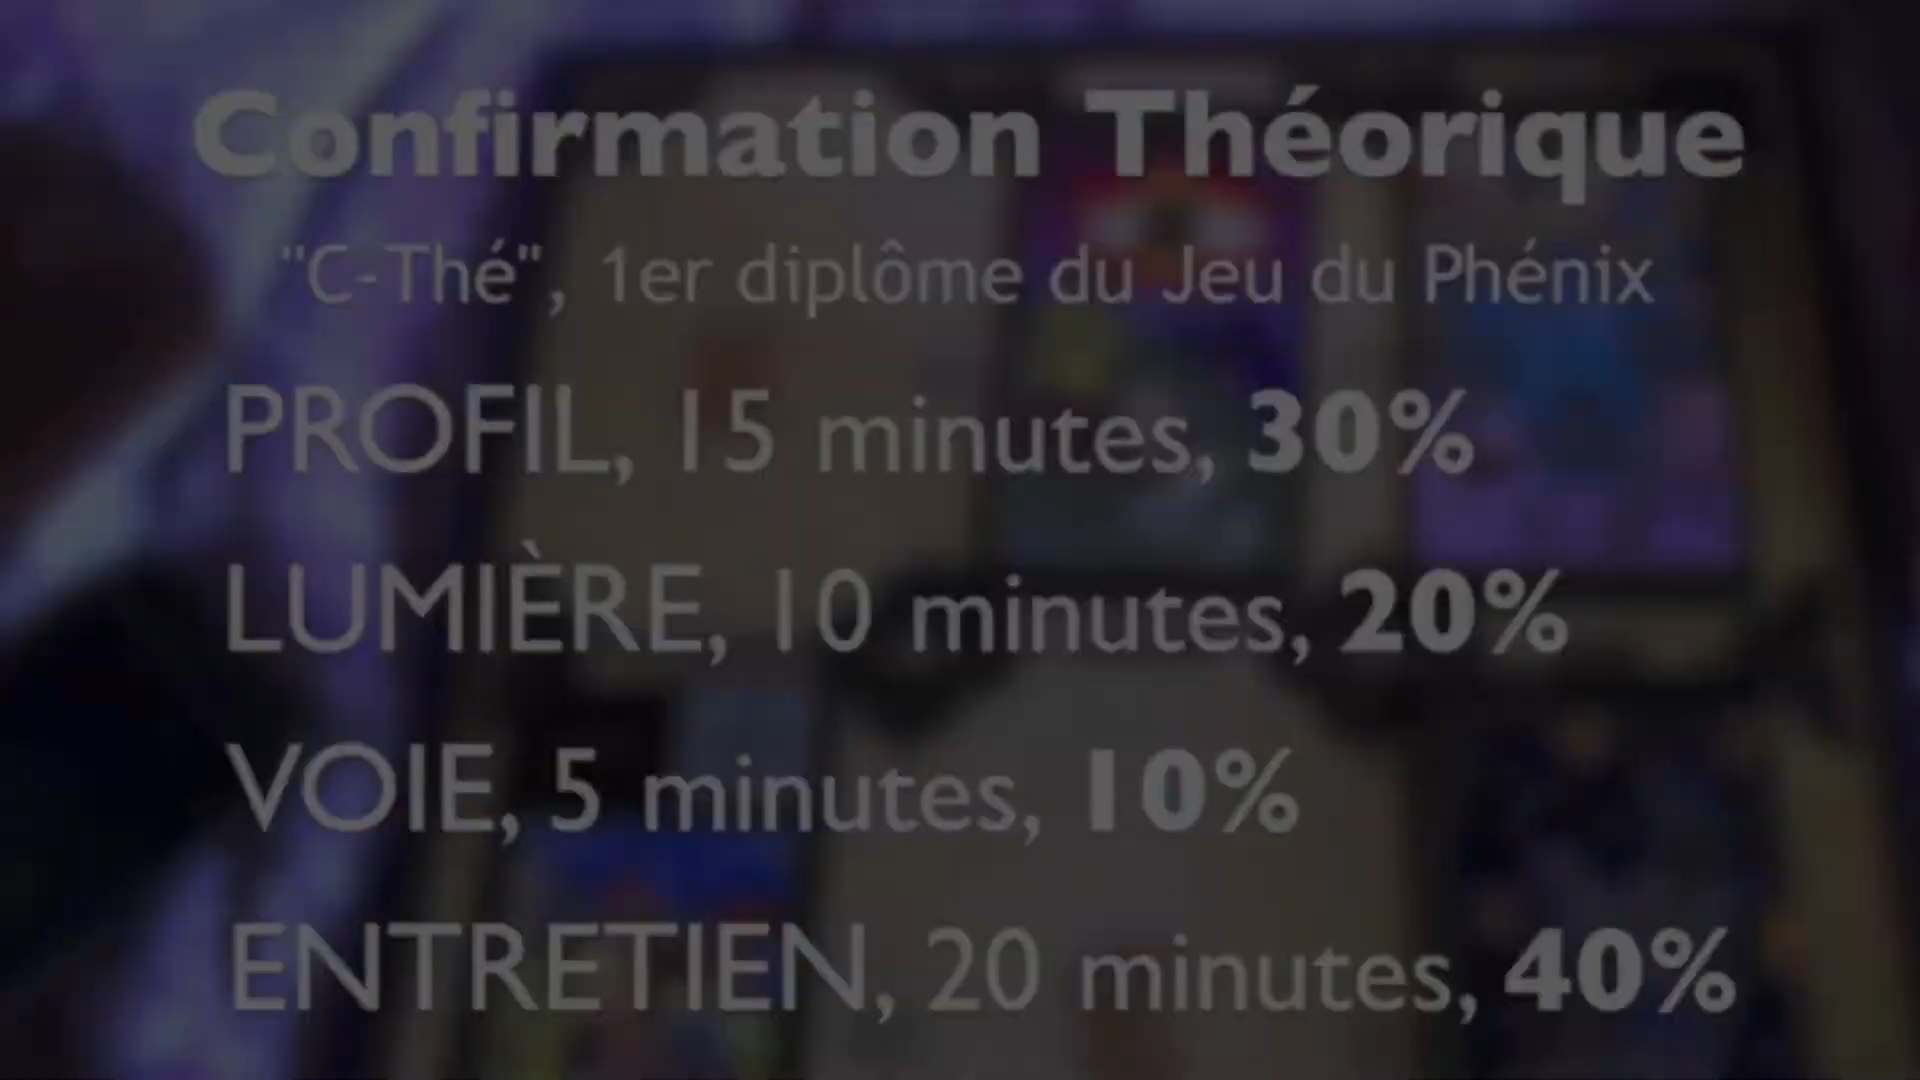 Confirmation Théorique
"C-Thé", 1er diplôme du Jeu du Phénix
PROFIL, 15 minutes, 30%
LUMIÈRE, 10 minutes, 20%
VOIE, 5 minutes, 10%
ENTRETIEN, 20 minutes, 40%